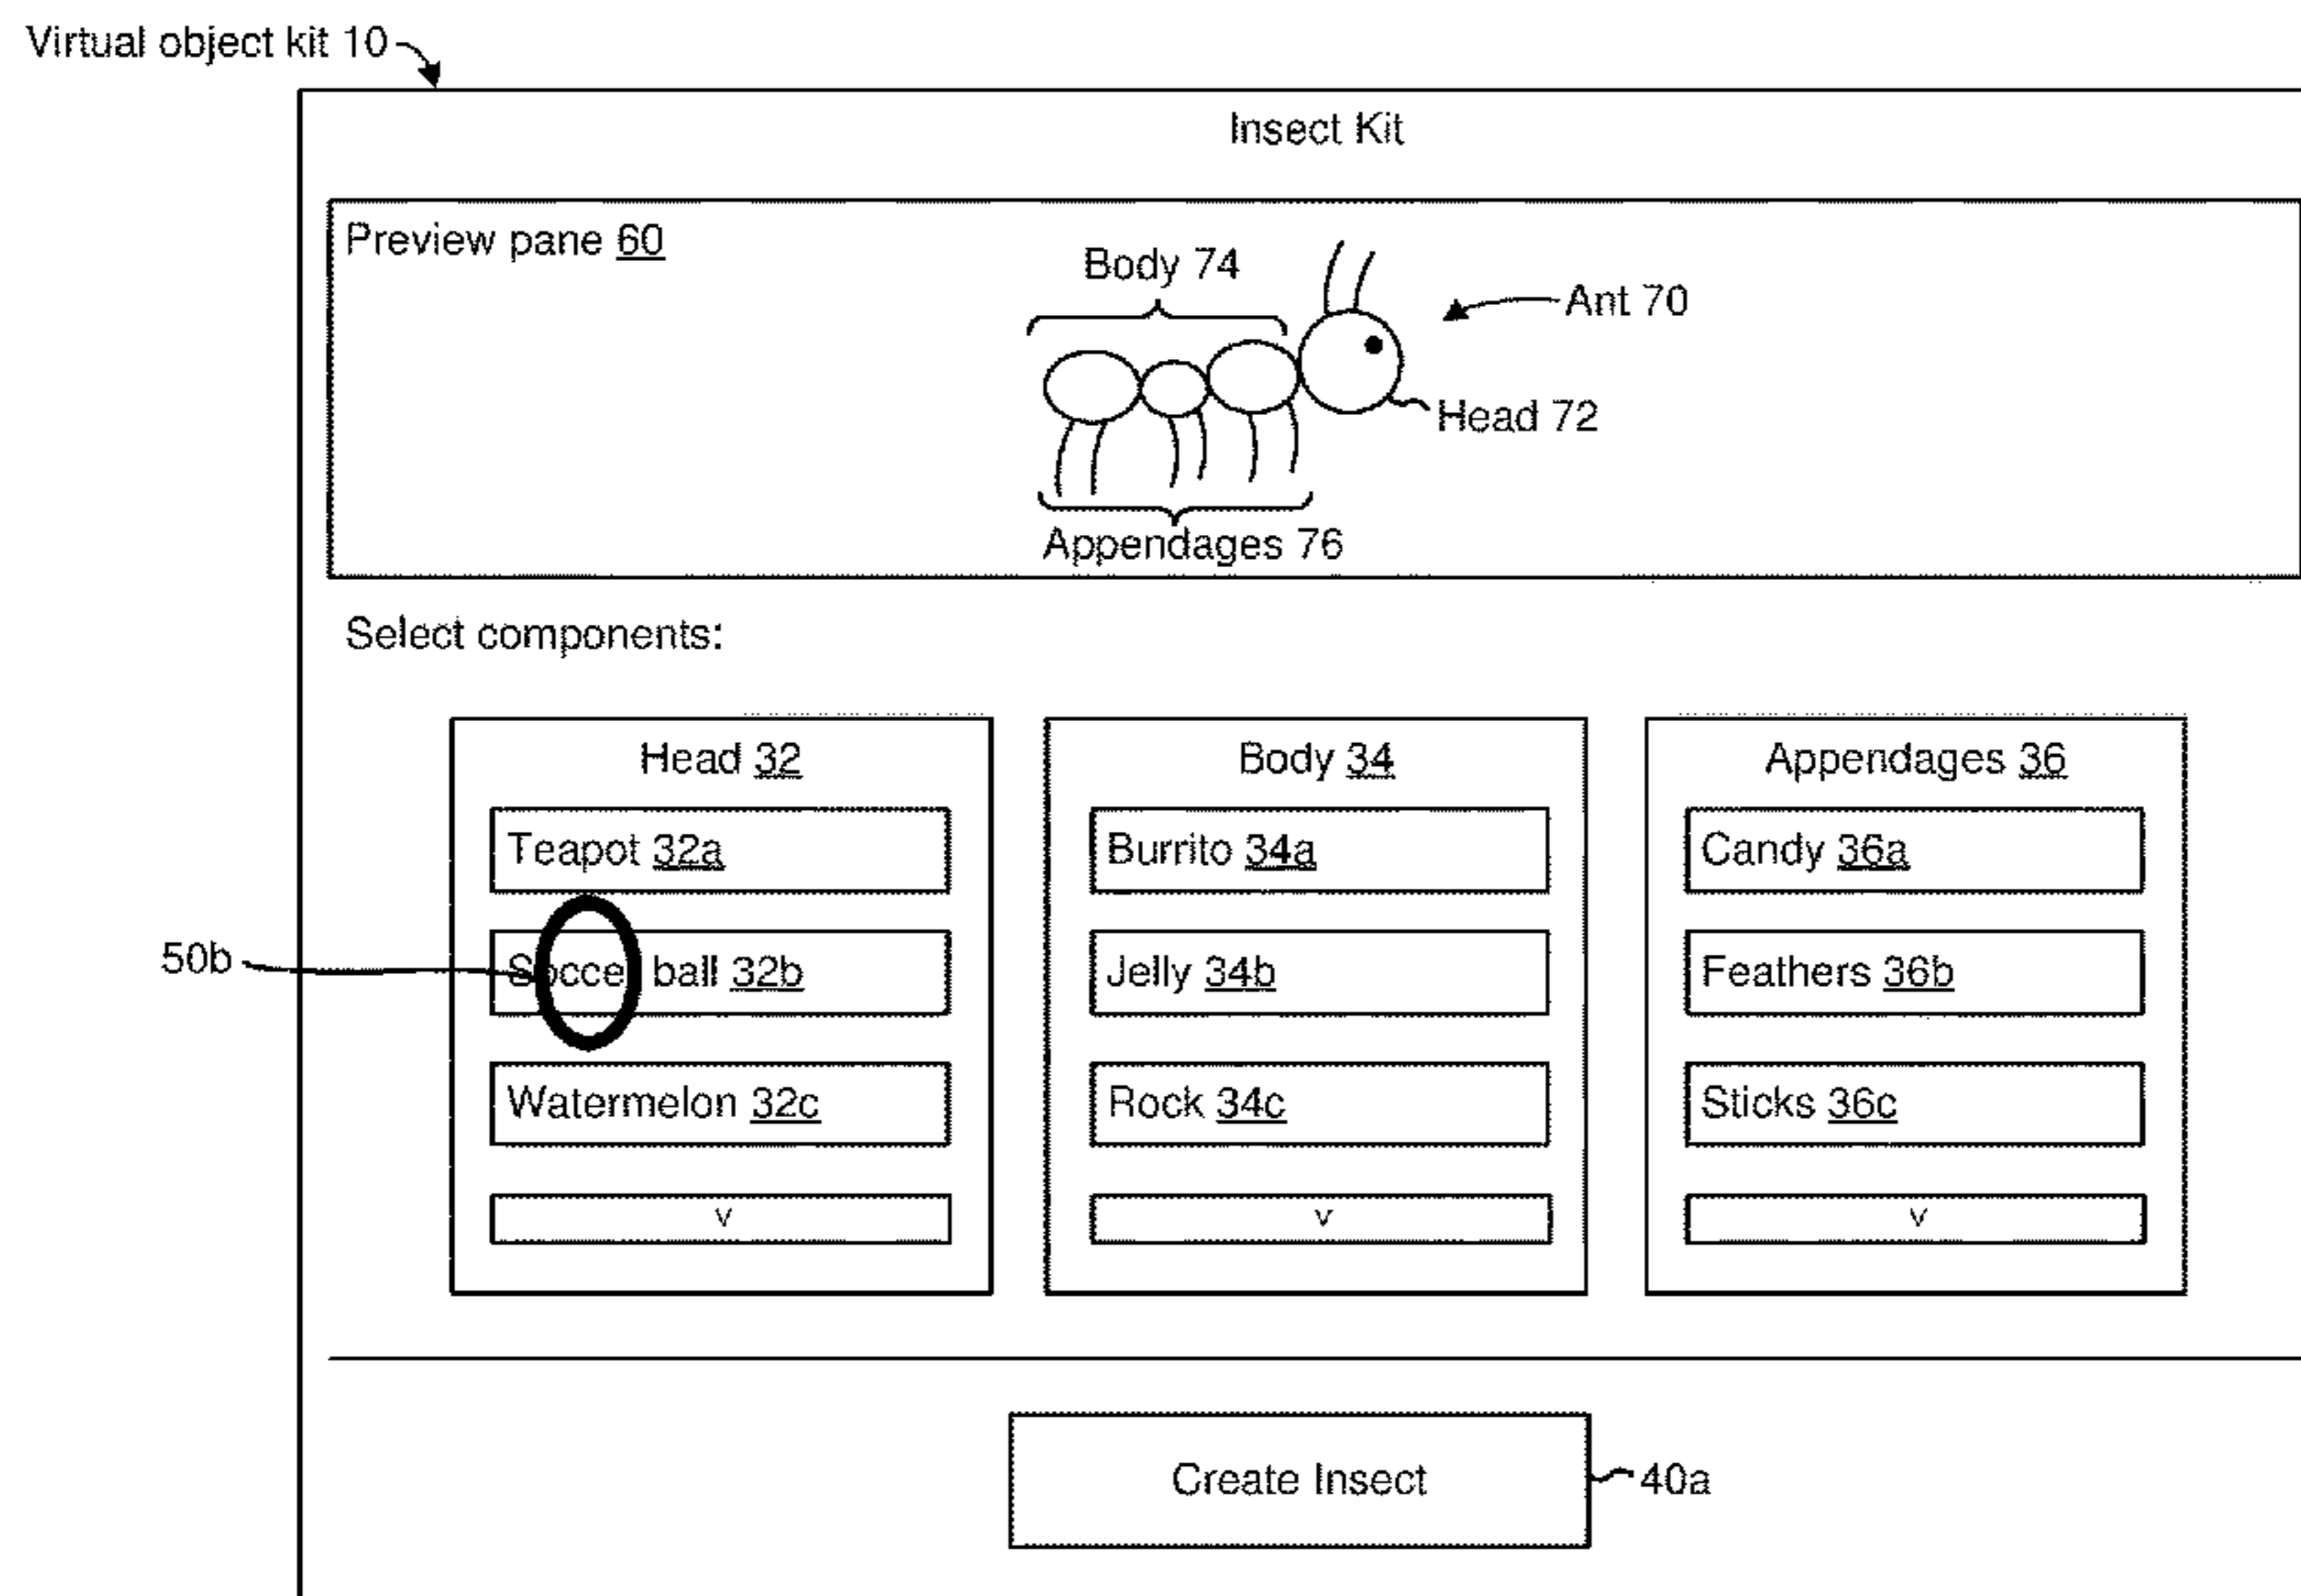 Virtual object kit 10
Insect Kit
Preview pane 60
Body 74
Ant 70
Head 72
Appendages 76
Select components:
Head 32
Body 34
Appendages 36
Teapot 32a
Burrito 34a
Candy 36a
50b
Soccer ball 32b
Jelly 34b
Feathers 36b
Watermelon 32c
Rock 34c
Sticks 36c
v
v
v
Create Insect
40a